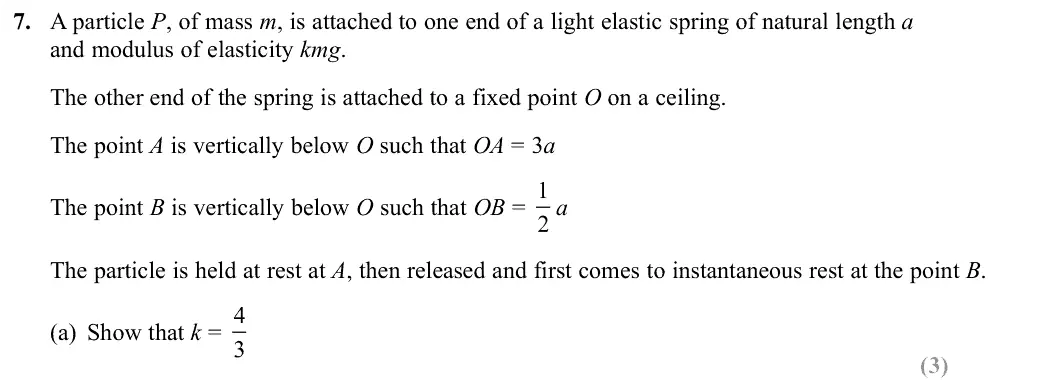 7. A particle P, of mass m, is attached to one end of a light elastic spring of natural length a
and modulus of elasticity kmg.
The other end of the spring is attached to a fixed point O on a ceiling.
The point A is vertically below O such that OA = 3a
The point B is vertically below O such that OB = 1/2 a
The particle is held at rest at A, then released and first comes to instantaneous rest at the point B.
(a) Show that k = 4/3
(3)